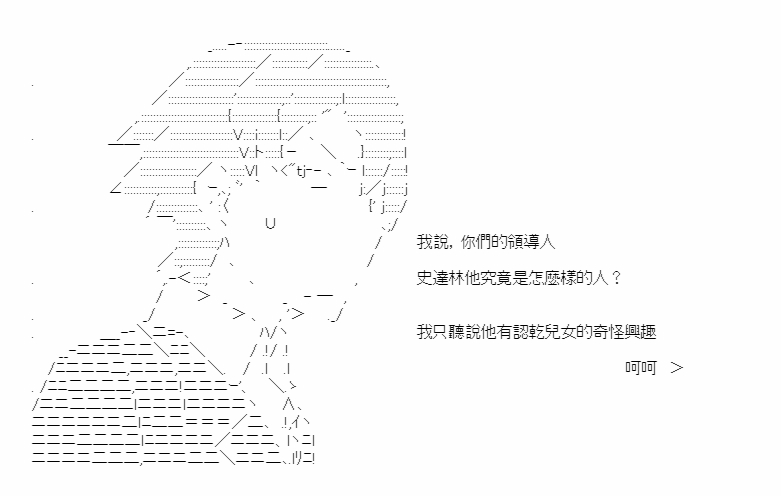 我說，你們的領導人
史達林他究竟是怎麼樣的人？
我只聽說他有認乾兒女的奇怪興趣
呵呵　＞